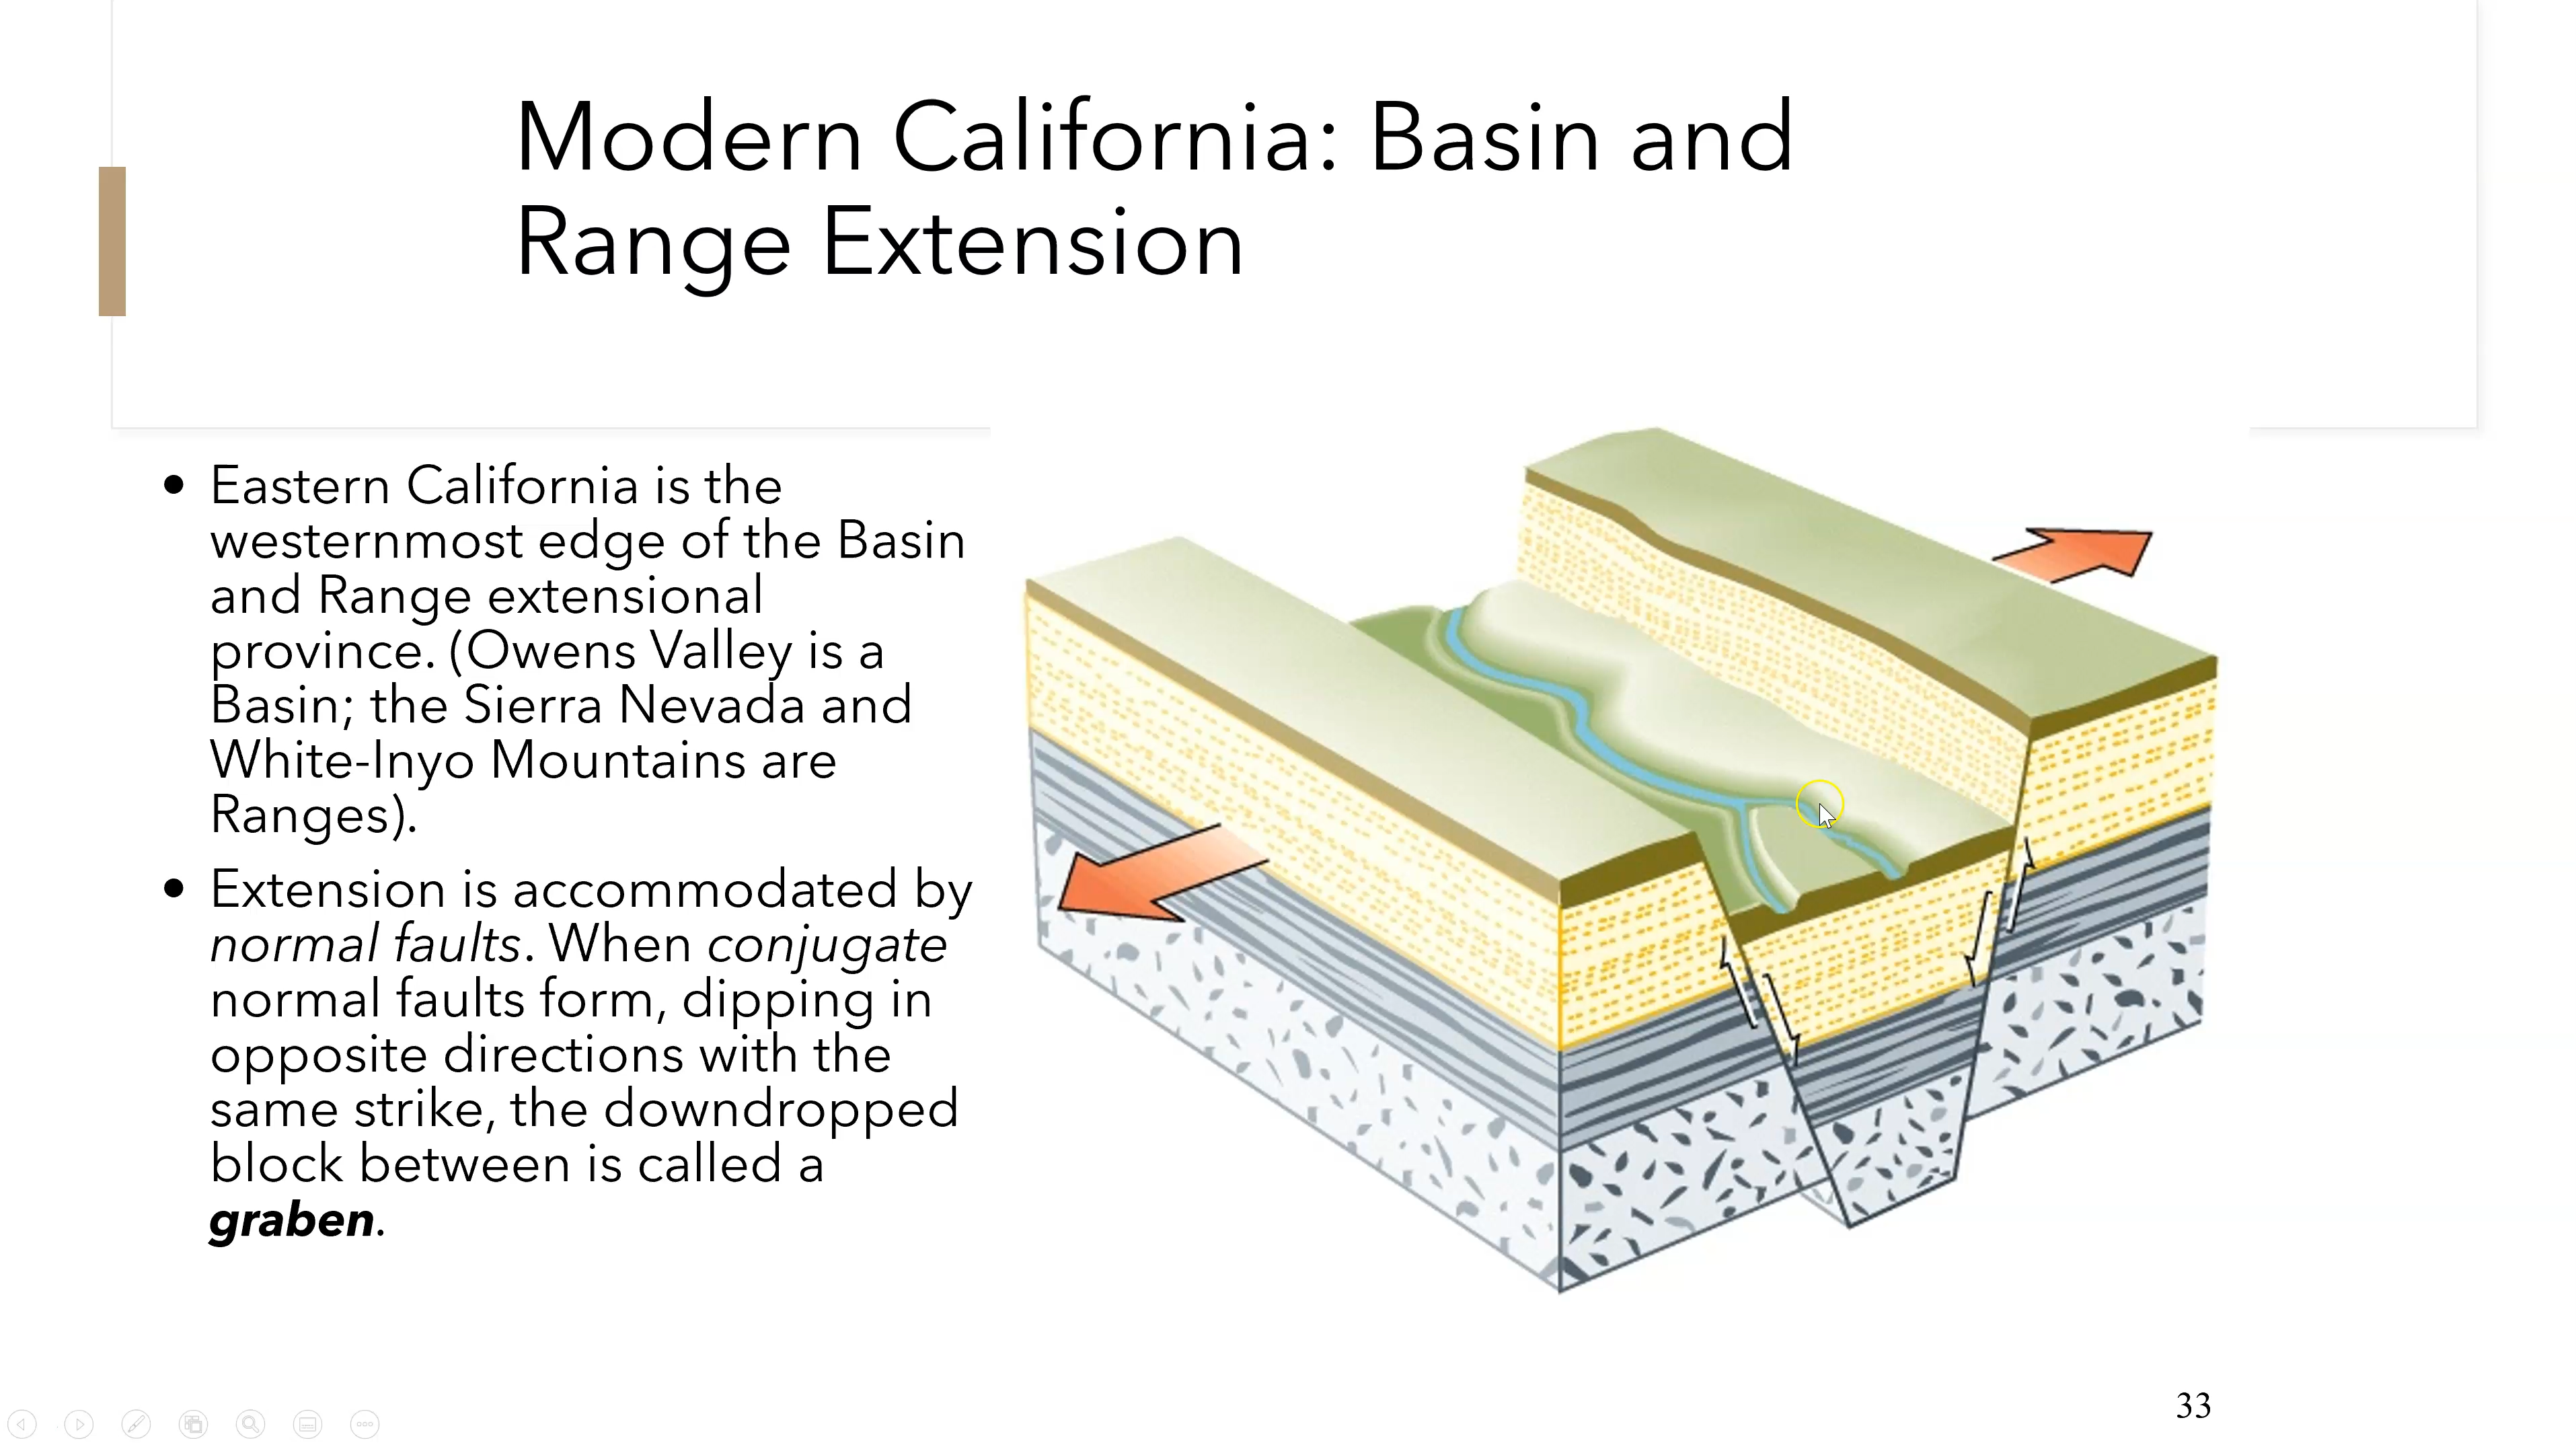 Modern California: Basin and
Range Extension
• Eastern California is the
westernmost edge of the Basin
and Range extensional
province. (Owens Valley is a
Basin; the Sierra Nevada and
White-Inyo Mountains are
Ranges).
• Extension is accommodated by
normal faults. When conjugate
normal faults form, dipping in
opposite directions with the
same strike, the downdropped
block between is called a
graben.
33